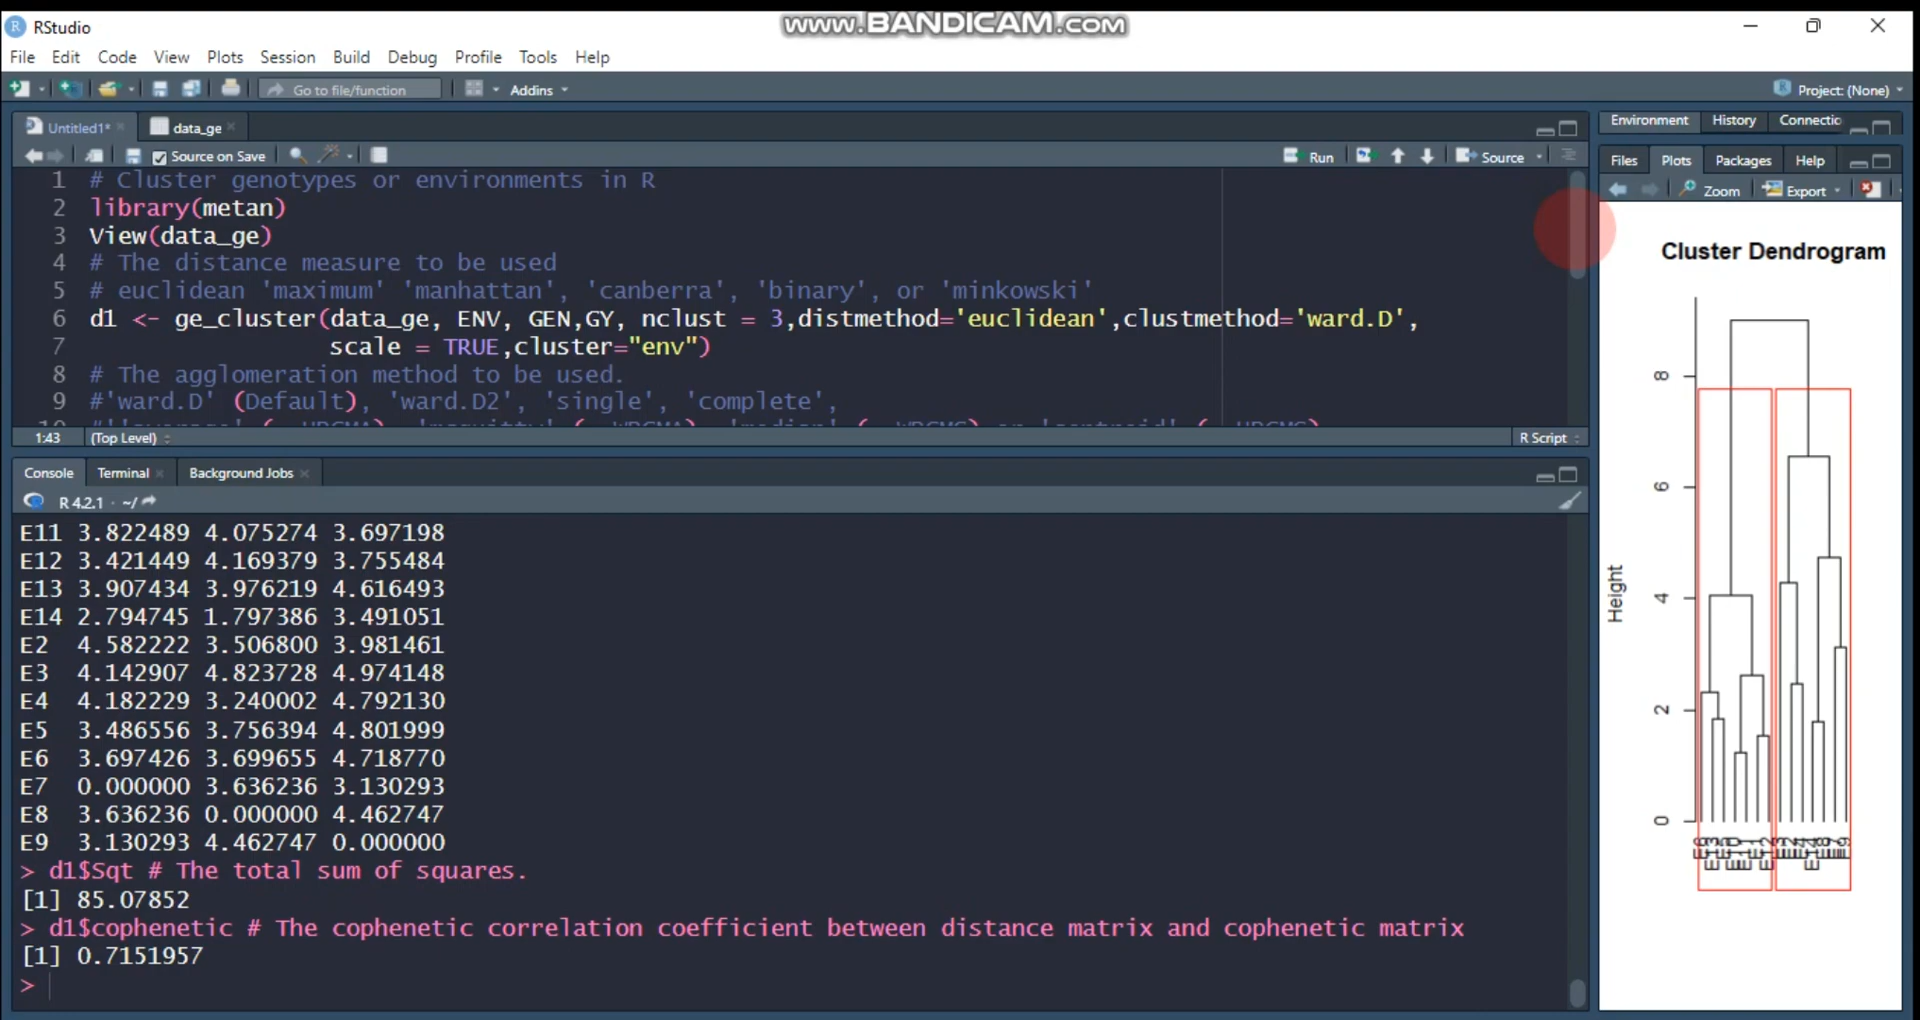 RStudio
www.BANDICAM.com
File Edit Code View Plots Session Build Debug Profile Tools Help
Go to file/function
Addins
Project: (None)
Untitled1*
data_ge
Source on Save
Run
Source
1 # Cluster genotypes or environments in R
2 library(metan)
3 View(data_ge)
4 # The distance measure to be used
5 # euclidean 'maximum' 'manhattan', 'canberra', 'binary', or 'minkowski'
6 d1 <- ge_cluster(data_ge, ENV, GEN,GY, nclust = 3,distmethod='euclidean',clustmethod='ward.D',
7 scale = TRUE,cluster="env")
8 # The agglomeration method to be used.
9 #'ward.D' (Default), 'ward.D2', 'single', 'complete',
1:43 (Top Level) R Script
Console Terminal Background Jobs
R 4.2.1 · ~/
E11 3.822489 4.075274 3.697198
E12 3.421449 4.169379 3.755484
E13 3.907434 3.976219 4.616493
E14 2.794745 1.797386 3.491051
E2 4.582222 3.506800 3.981461
E3 4.142907 4.823728 4.974148
E4 4.182229 3.240002 4.792130
E5 3.486556 3.756394 4.801999
E6 3.697426 3.699655 4.718770
E7 0.000000 3.636236 3.130293
E8 3.636236 0.000000 4.462747
E9 3.130293 4.462747 0.000000
> d1$Sqt # The total sum of squares.
[1] 85.07852
> d1$cophenetic # The cophenetic correlation coefficient between distance matrix and cophenetic matrix
[1] 0.7151957
>
Environment History Connectio
Files Plots Packages Help
Zoom Export
Cluster Dendrogram
Height
8
6
4
2
0